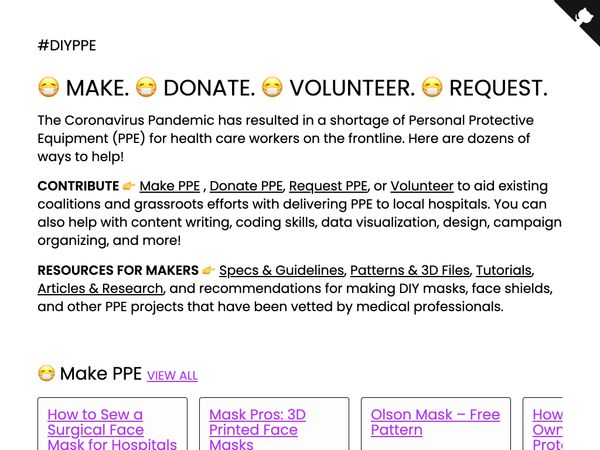 #DIYPPE
😷 MAKE. 😷 DONATE. 😷 VOLUNTEER. 😷 REQUEST.
The Coronavirus Pandemic has resulted in a shortage of Personal Protective
Equipment (PPE) for health care workers on the frontline. Here are dozens of
ways to help!
CONTRIBUTE 👉 Make PPE , Donate PPE, Request PPE, or Volunteer to aid existing
coalitions and grassroots efforts with delivering PPE to local hospitals. You can
also help with content writing, coding skills, data visualization, design, campaign
organizing, and more!
RESOURCES FOR MAKERS 👉 Specs & Guidelines, Patterns & 3D Files, Tutorials,
Articles & Research, and recommendations for making DIY masks, face shields,
and other PPE projects that have been vetted by medical professionals.
😷 Make PPE VIEW ALL
How to Sew a
Surgical Face
Mask for Hospitals
Mask Pros: 3D
Printed Face
Masks
Olson Mask – Free
Pattern
How